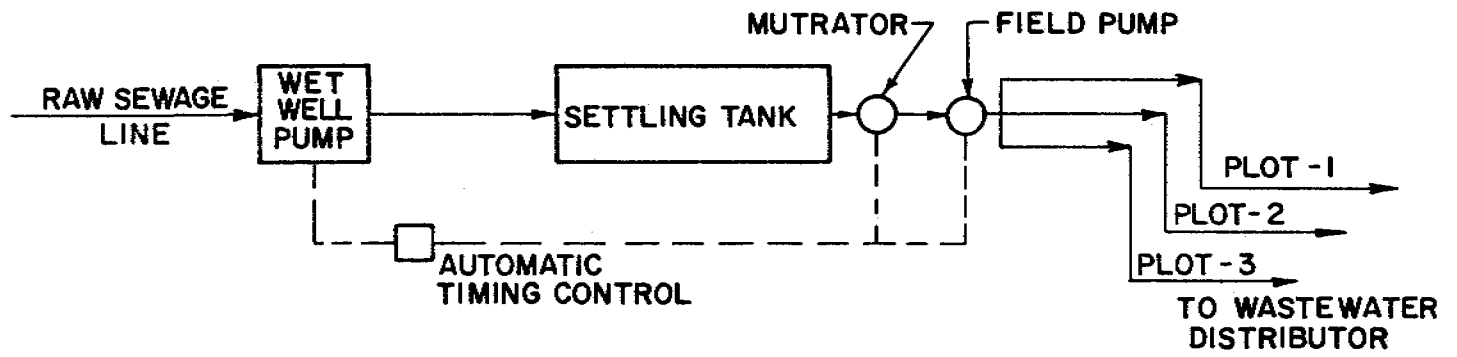 MUTRATOR
FIELD PUMP
RAW SEWAGE
LINE
WET
WELL
PUMP
SETTLING TANK
PLOT-1
PLOT-2
PLOT-3
AUTOMATIC
TIMING CONTROL
TO WASTEWATER
DISTRIBUTOR